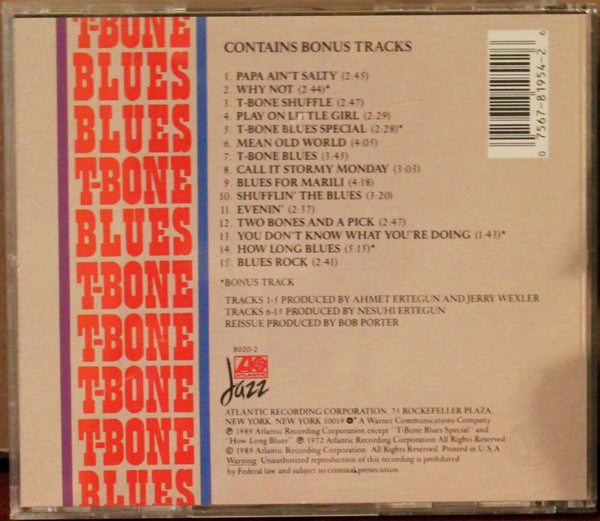 T-BONE
BLUES
BLUES
T-BONE
BLUES
T-BONE
T-BONE
T-BONE
T-BONE
BLUES
CONTAINS BONUS TRACKS
1. PAPA AIN'T SALTY (2:45)
2. WHY NOT (2:44)*
3. T-BONE SHUFFLE (2:47)
4. PLAY ON LITTLE GIRL (2:29)
5. T-BONE BLUES SPECIAL (2:28)*
6. MEAN OLD WORLD (4:05)
7. T-BONE BLUES (3:45)
8. CALL IT STORMY MONDAY (3:03)
9. BLUES FOR MARILI (4:18)
10. SHUFFLIN' THE BLUES (3:20)
11. EVENIN' (2:37)
12. TWO BONES AND A PICK (2:47)
13. YOU DON'T KNOW WHAT YOU'RE DOING (1:43)*
14. HOW LONG BLUES (5:15)*
15. BLUES ROCK (2:41)
*BONUS TRACK
TRACKS 1-5 PRODUCED BY AHMET ERTEGUN AND JERRY WEXLER
TRACKS 6-15 PRODUCED BY NESUHI ERTEGUN
REISSUE PRODUCED BY BOB PORTER
8020-2
ATLANTIC
Jazz
ATLANTIC RECORDING CORPORATION, 75 ROCKEFELLER PLAZA,
NEW YORK, NEW YORK 10019 ®* A Warner Communications Company
℗ 1989 Atlantic Recording Corporation except "T-Bone Blues Special" and
"How Long Blues" ℗ 1972 Atlantic Recording Corporation All Rights Reserved
© 1989 Atlantic Recording Corporation. All Rights Reserved. Printed in U.S.A.
Warning: Unauthorized reproduction of this recording is prohibited
by Federal law and subject to criminal prosecution.
0 75678 1954-2 6